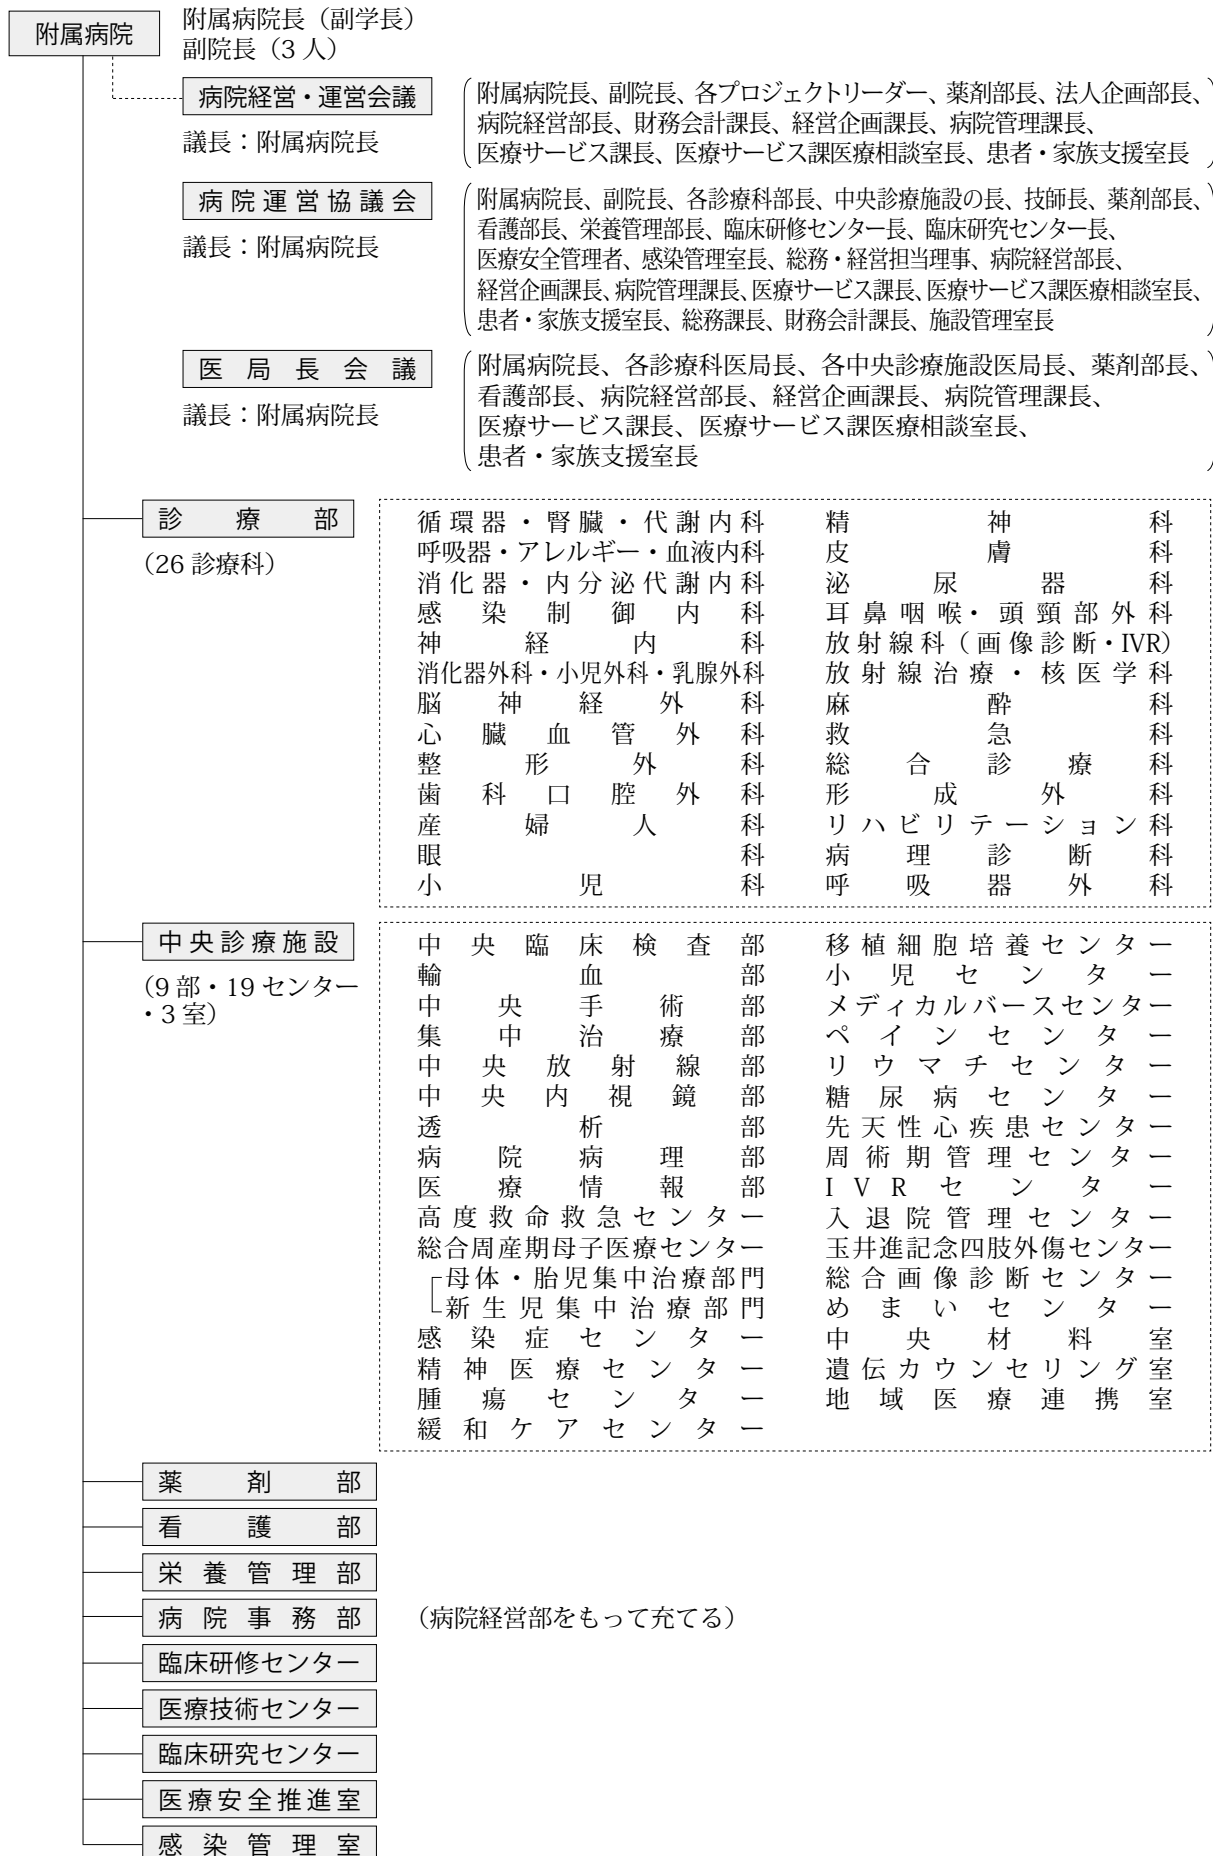 附属病院
附属病院長（副学長）
副院長（3 人）
病院経営・運営会議
議長：附属病院長
附属病院長、副院長、各プロジェクトリーダー、薬剤部長、法人企画部長、
病院経営部長、財務会計課長、経営企画課長、病院管理課長、
医療サービス課長、医療サービス課医療相談室長、患者・家族支援室長
病院運営協議会
議長：附属病院長
附属病院長、副院長、各診療科部長、中央診療施設の長、技師長、薬剤部長、
看護部長、栄養管理部長、臨床研修センター長、臨床研究センター長、
医療安全管理者、感染管理室長、総務・経営担当理事、病院経営部長、
経営企画課長、病院管理課長、医療サービス課長、医療サービス課医療相談室長、
患者・家族支援室長、総務課長、財務会計課長、施設管理室長
医局長会議
議長：附属病院長
附属病院長、各診療科医局長、各中央診療施設医局長、薬剤部長、
看護部長、病院経営部長、経営企画課長、病院管理課長、
医療サービス課長、医療サービス課医療相談室長、
患者・家族支援室長
診療部
（26 診療科）
循環器・腎臓・代謝内科
呼吸器・アレルギー・血液内科
消化器・内分泌代謝内科
感染制御内科
神経内科
消化器外科・小児外科・乳腺外科
脳神経外科
心臓血管外科
整形外科
歯科口腔外科
産婦人科
眼科
小児科
精神科
皮膚科
泌尿器科
耳鼻咽喉・頭頸部外科
放射線科（画像診断・IVR）
放射線治療・核医学科
麻酔科
救急科
総合診療科
形成外科
リハビリテーション科
病理診断科
呼吸器外科
中央診療施設
（9 部・19 センター
・3 室）
中央臨床検査部
輸血部
中央手術部
集中治療部
中央放射線部
中央内視鏡部
透析部
病院病理部
医療情報部
高度救命救急センター
総合周産期母子医療センター
母体・胎児集中治療部門
新生児集中治療部門
感染症センター
精神医療センター
腫瘍センター
緩和ケアセンター
移植細胞培養センター
小児センター
メディカルバースセンター
ペインセンター
リウマチセンター
糖尿病センター
先天性心疾患センター
周術期管理センター
IVRセンター
入退院管理センター
玉井進記念四肢外傷センター
総合画像診断センター
めまいセンター
中央材料室
遺伝カウンセリング室
地域医療連携室
薬剤部
看護部
栄養管理部
病院事務部
（病院経営部をもって充てる）
臨床研修センター
医療技術センター
臨床研究センター
医療安全推進室
感染管理室